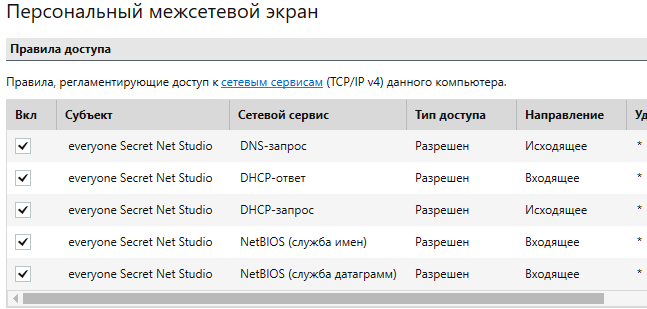 Персональный межсетевой экран
Правила доступа
Правила, регламентирующие доступ к сетевым сервисам (TCP/IP v4) данного компьютера.
Вкл Субъект Сетевой сервис Тип доступа Направление Уд
everyone Secret Net Studio DNS-запрос Разрешен Исходящее *
everyone Secret Net Studio DHCP-ответ Разрешен Входящее *
everyone Secret Net Studio DHCP-запрос Разрешен Исходящее *
everyone Secret Net Studio NetBIOS (служба имен) Разрешен Входящее *
everyone Secret Net Studio NetBIOS (служба датаграмм) Разрешен Входящее *